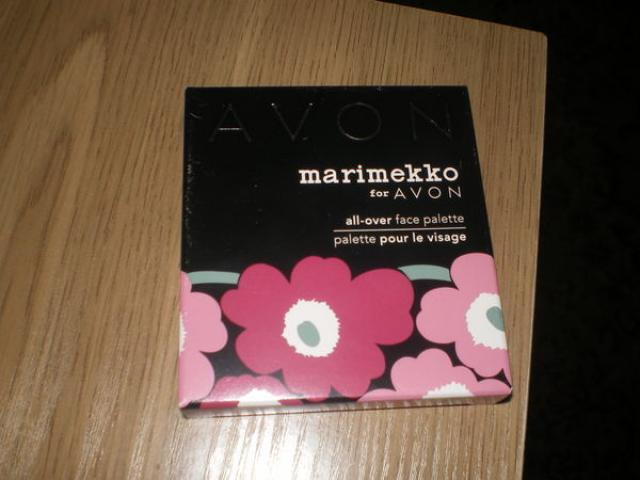 AVON
marimekko
for AVON
all-over face palette
palette pour le visage